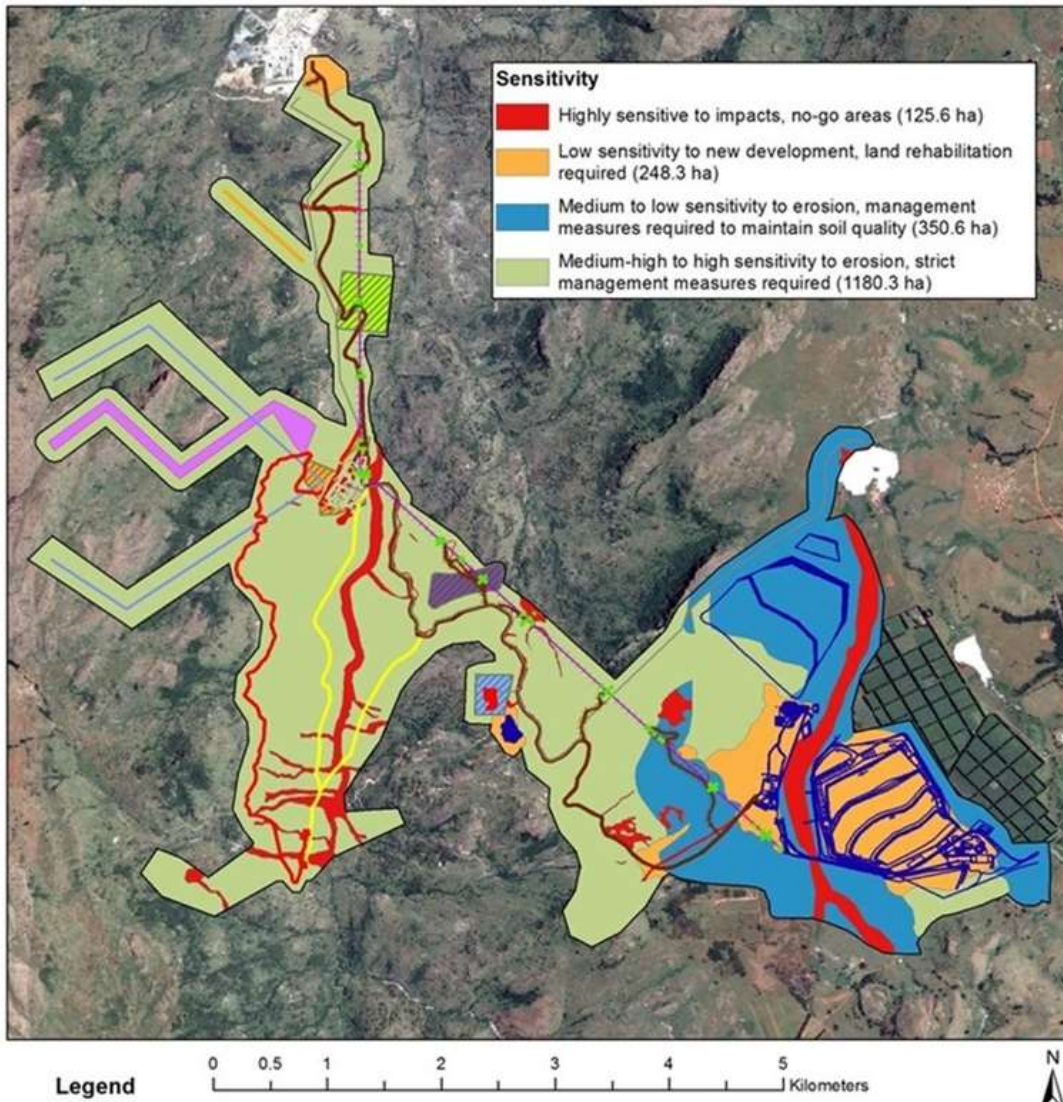 Sensitivity
Highly sensitive to impacts, no-go areas (125.6 ha)
Low sensitivity to new development, land rehabilitation
required (248.3 ha)
Medium to low sensitivity to erosion, management
measures required to maintain soil quality (350.6 ha)
Medium-high to high sensitivity to erosion, strict
management measures required (1180.3 ha)
0 0.5 1 2 3 4 5
Kilometers
N
Legend